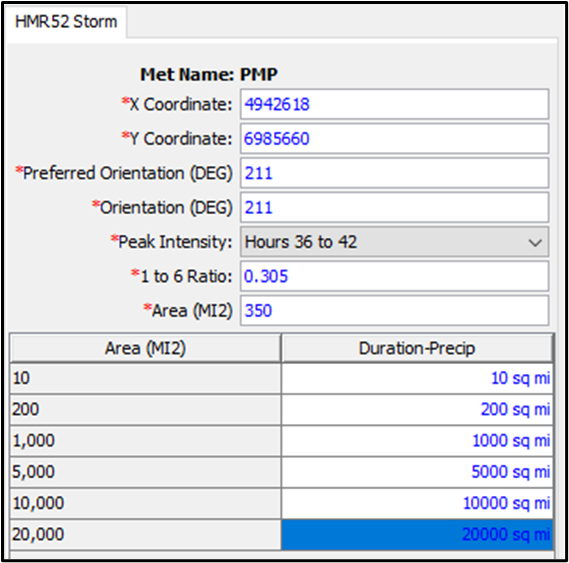 HMR52 Storm
Met Name: PMP
*X Coordinate: 4942618
*Y Coordinate: 6985660
*Preferred Orientation (DEG) 211
*Orientation (DEG) 211
*Peak Intensity: Hours 36 to 42
*1 to 6 Ratio: 0.305
*Area (MI2) 350
Area (MI2) Duration-Precip
10 10 sq mi
200 200 sq mi
1,000 1000 sq mi
5,000 5000 sq mi
10,000 10000 sq mi
20,000 20000 sq mi